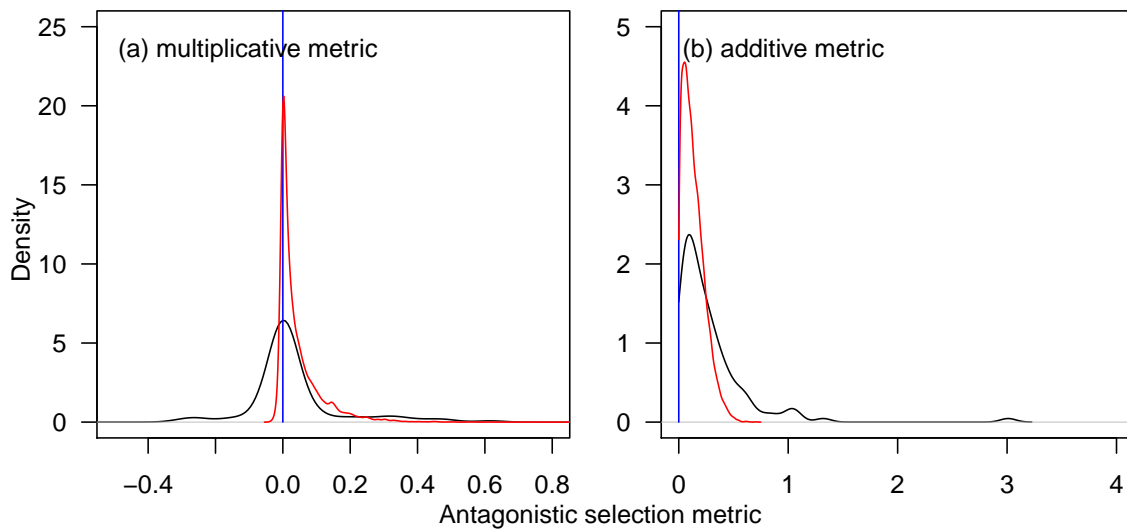 (a) multiplicative metric
(b) additive metric
25
20
15
10
5
0
5
4
3
2
1
0
Density
−0.4 0.0 0.2 0.4 0.6 0.8
0 1 2 3 4
Antagonistic selection metric